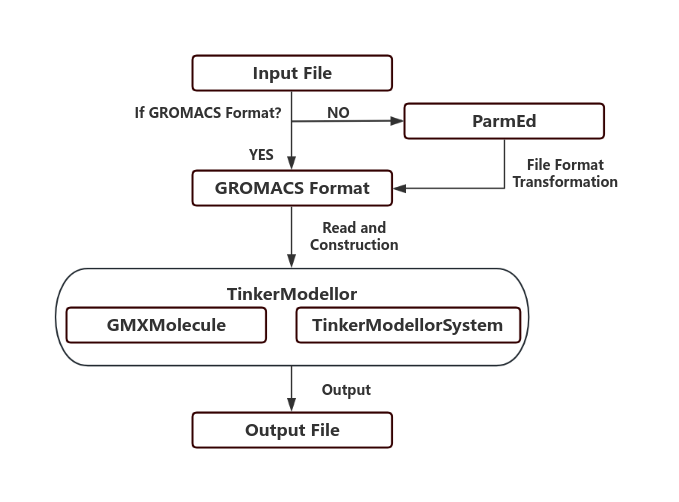 Input File
If GROMACS Format?
NO
ParmEd
YES
File Format
Transformation
GROMACS Format
Read and
Construction
TinkerModellor
GMXMolecule
TinkerModellorSystem
Output
Output File